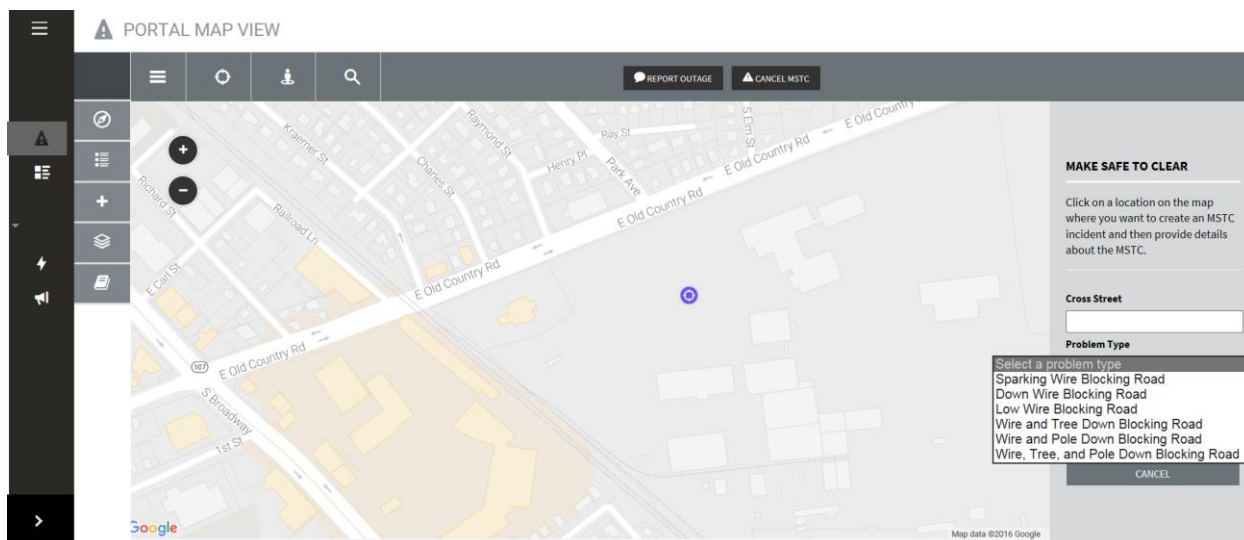 PORTAL MAP VIEW
REPORT OUTAGE
CANCEL MSTC
Kraemer St
Raymond St
Charles St
Richard St
Railroad Ln
E Carl St
Henry Pl
Ray St
Park Ave
S Elm St
E Old Country Rd
E Old Country Rd
E Old Country Rd
E Old Country Rd
E Old Country Rd
107
S Broadway
1st St
Google
Map data ©2016 Google
MAKE SAFE TO CLEAR
Click on a location on the map
where you want to create an MSTC
incident and then provide details
about the MSTC.
Cross Street
Problem Type
Select a problem type
Sparking Wire Blocking Road
Down Wire Blocking Road
Low Wire Blocking Road
Wire and Tree Down Blocking Road
Wire and Pole Down Blocking Road
Wire, Tree, and Pole Down Blocking Road
CANCEL